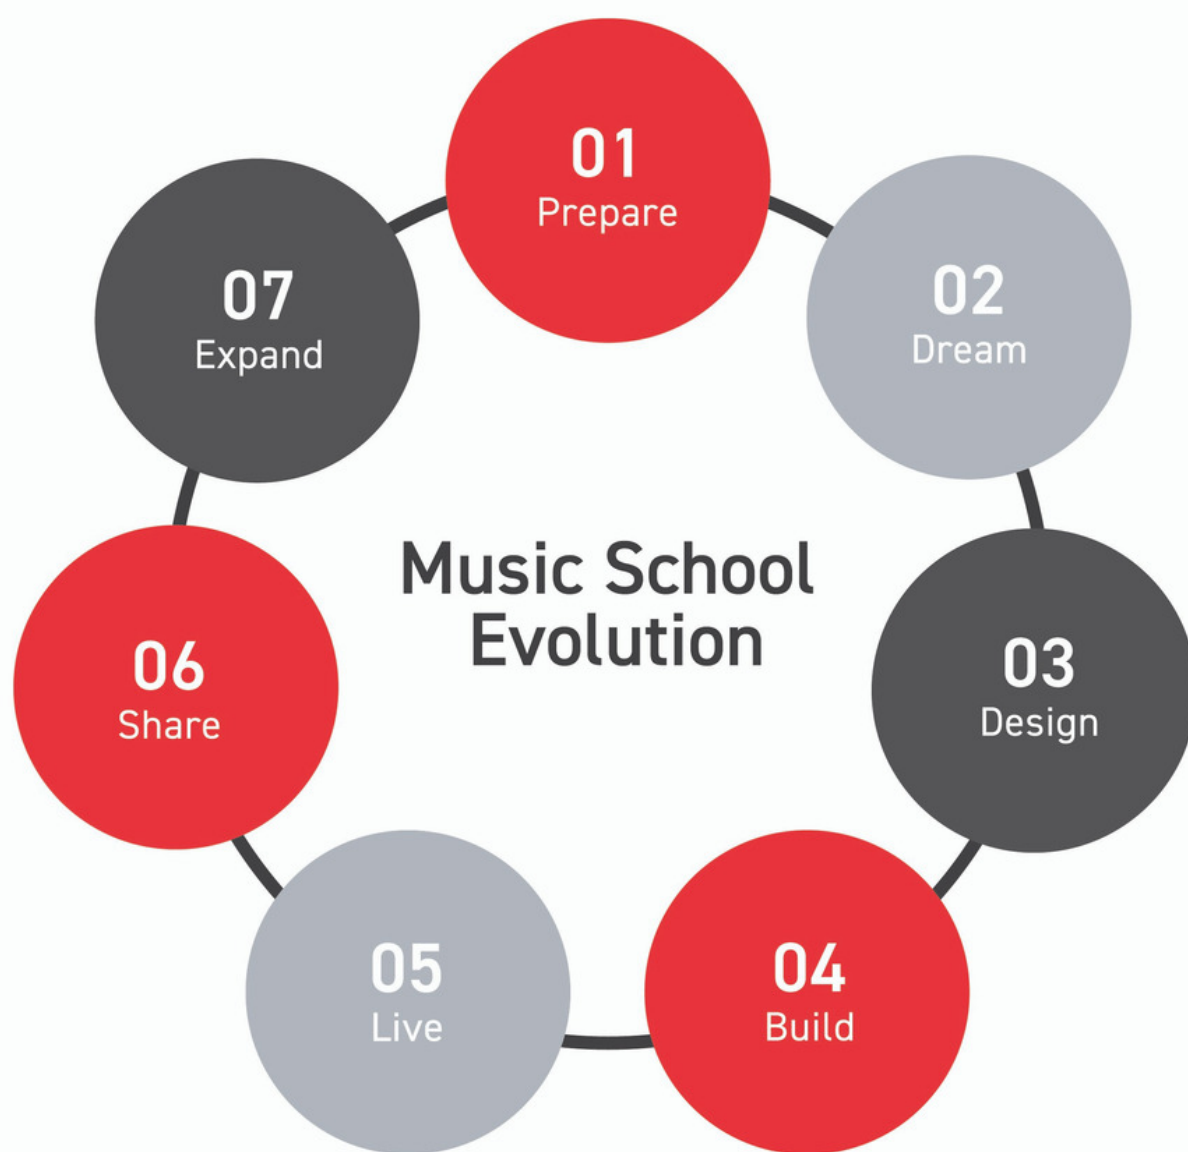 01
Prepare
02
Dream
03
Design
04
Build
05
Live
06
Share
07
Expand
Music School
Evolution